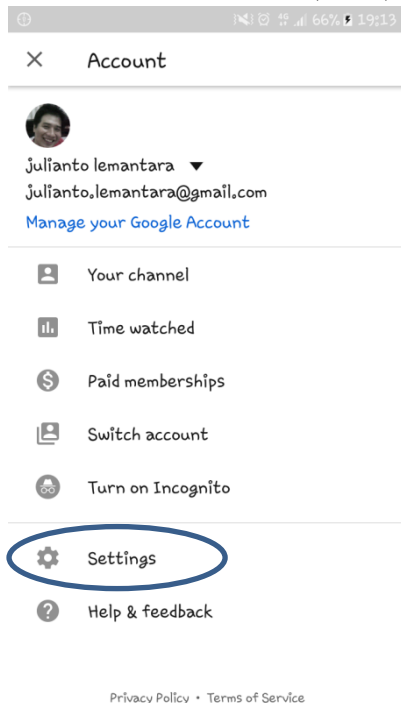 66% 19:13
Account
julianto lemantara
julianto.lemantara@gmail.com
Manage your Google Account
Your channel
Time watched
Paid memberships
Switch account
Turn on Incognito
Settings
Help & feedback
Privacy Policy • Terms of Service